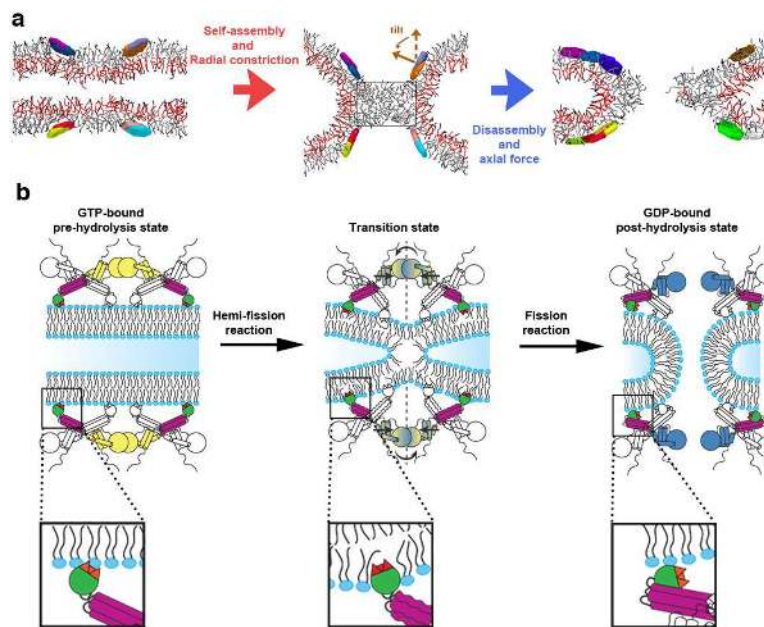 a
Self-assembly
and
Radial constriction
Tilt
Disassembly
and
axial force
b
GTP-bound
pre-hydrolysis state
Transition state
GDP-bound
post-hydrolysis state
Hemi-fission
reaction
Fission
reaction